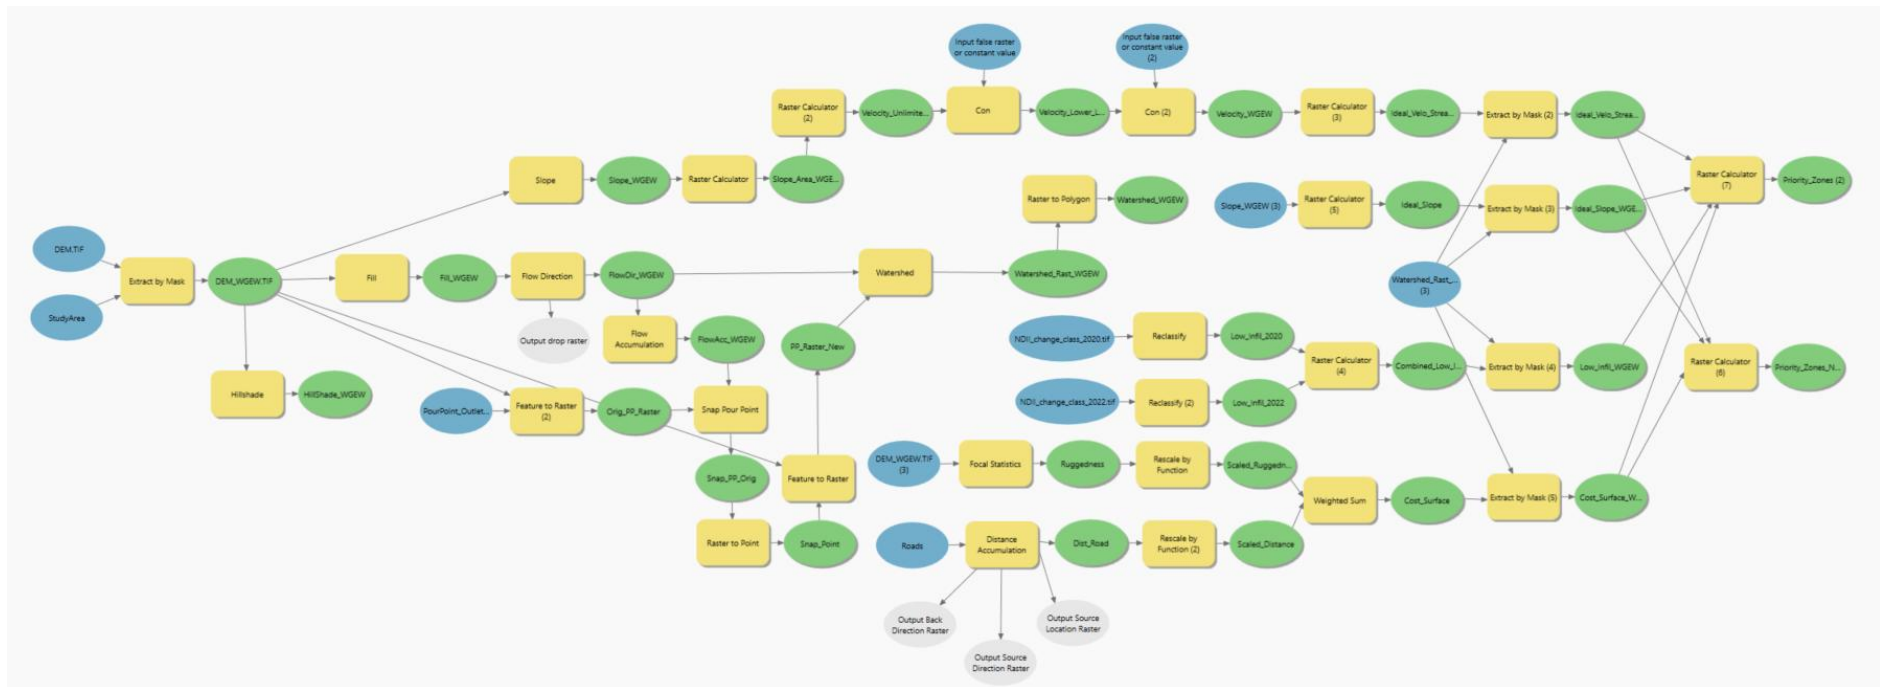 Input false raster
or constant value
Input false raster
or constant value
(2)
Raster Calculator
(2)
Velocity_Unlimite...
Con
Velocity_Lower_L...
Con (2)
Velocity_WGEW
Raster Calculator
(3)
Ideal_Velo_Strea...
Extract by Mask (2)
Ideal_Velo_Strea...
Slope
Slope_WGEW
Raster Calculator
Slope_Area_WGE...
Raster to Polygon
Watershed_WGEW
Slope_WGEW (3)
Raster Calculator
(5)
Ideal_Slope
Extract by Mask (3)
Ideal_Slope_WGE...
Raster Calculator
(7)
Priority_Zones (2)
DEM.TIF
StudyArea
Extract by Mask
DEM_WGEW.TIF
Fill
Fill_WGEW
Flow Direction
FlowDir_WGEW
Watershed
Watershed_Rast_WGEW
Watershed_Rast_...
(3)
Output drop raster
Flow
Accumulation
FlowAcc_WGEW
PP_Raster_New
NDII_change_class_2020.tif
Reclassify
Low_Infil_2020
Raster Calculator
(4)
Combined_Low_I...
Extract by Mask (4)
Low_Infil_WGEW
Raster Calculator
(6)
Priority_Zones_N...
NDII_change_class_2022.tif
Reclassify (2)
Low_Infil_2022
Hillshade
HillShade_WGEW
PourPoint_Outlet...
Feature to Raster
(2)
Orig_PP_Raster
Snap Pour Point
Snap_PP_Orig
Feature to Raster
Raster to Point
Snap_Point
DEM_WGEW.TIF
(3)
Focal Statistics
Ruggedness
Rescale by
Function
Scaled_Ruggedn...
Weighted Sum
Cost_Surface
Extract by Mask (5)
Cost_Surface_W...
Roads
Distance
Accumulation
Dist_Road
Rescale by
Function (2)
Scaled_Distance
Output Back
Direction Raster
Output Source
Direction Raster
Output Source
Location Raster